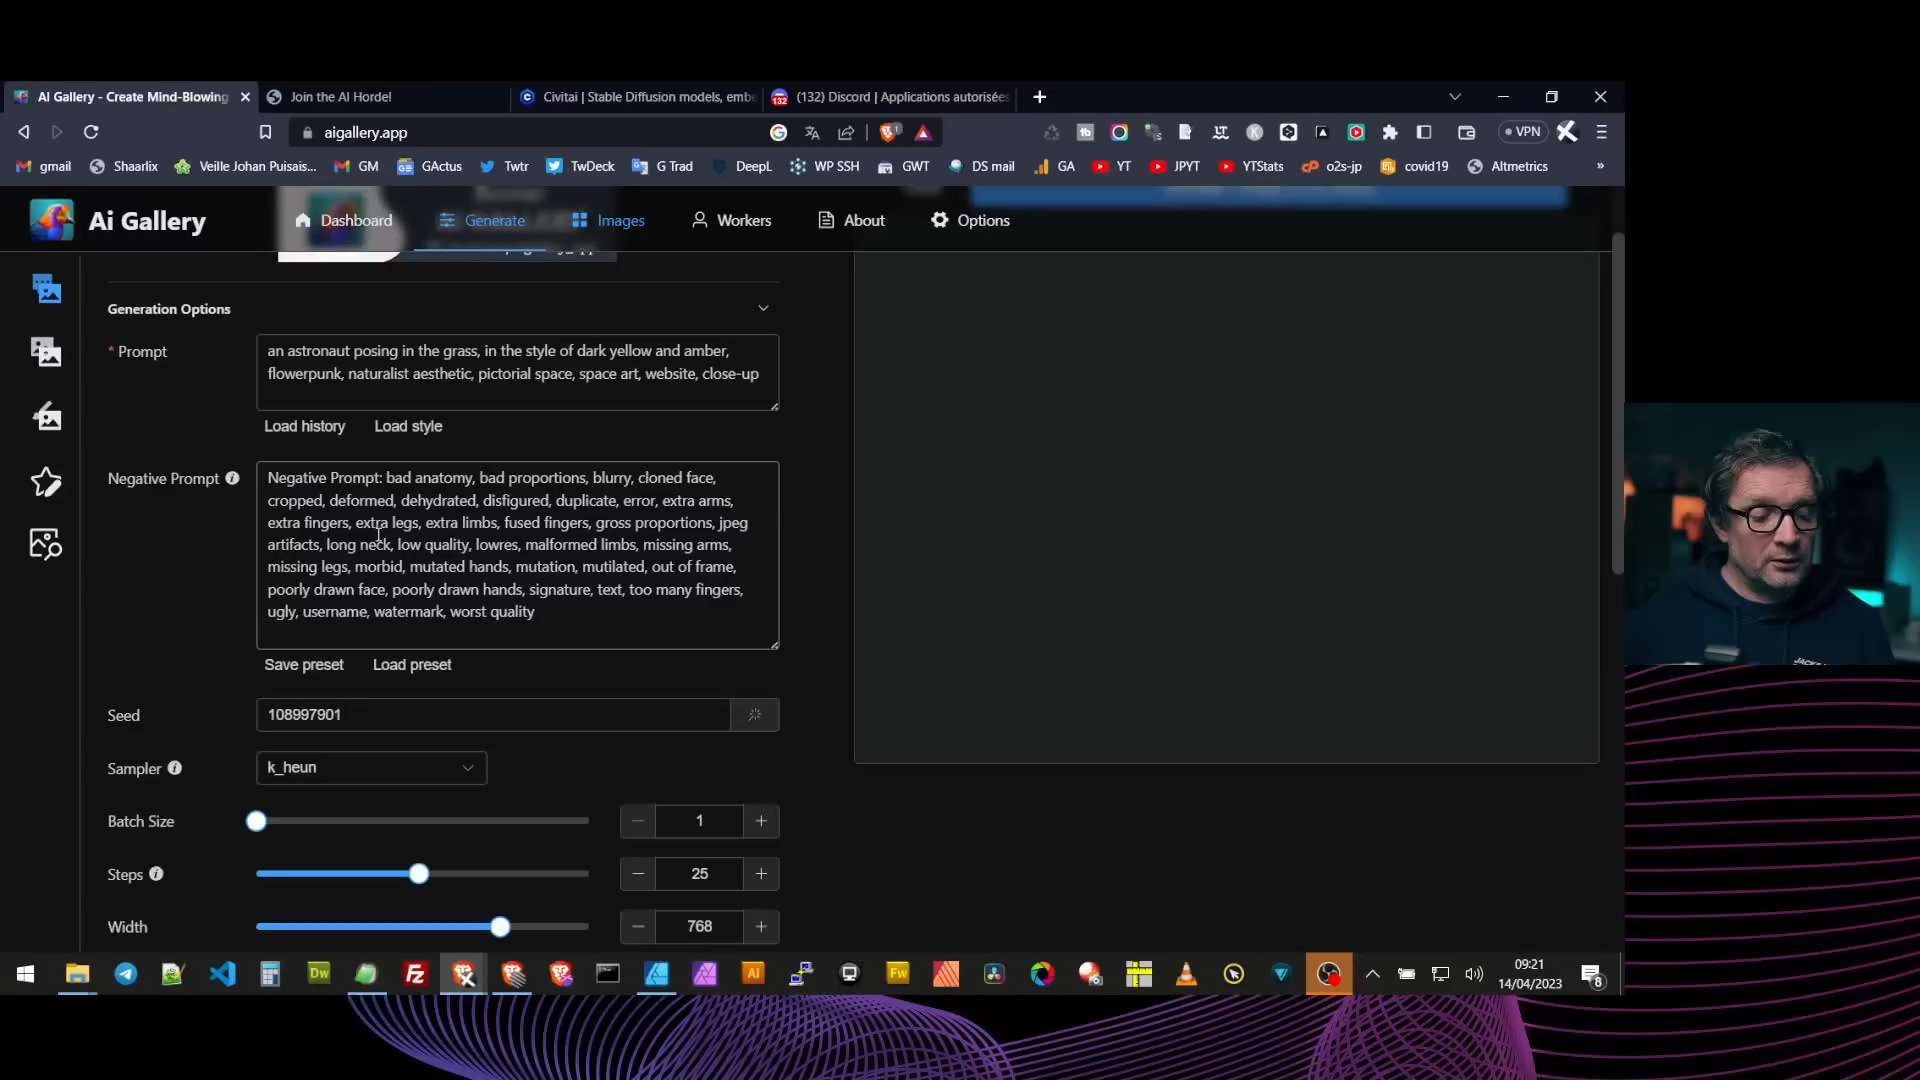 AI Gallery - Create Mind-Blowing
Join the AI Hordel
Civitai | Stable Diffusion models, embe
(132) Discord | Applications autorisées
aigallery.app
VPN
gmail
Shaarlix
Veille Johan Puisais...
GM
GActus
Twtr
TwDeck
G Trad
DeepL
WP SSH
GWT
DS mail
GA
YT
JPYT
YTStats
o2s-jp
covid19
Altmetrics
»
Ai Gallery
Dashboard
Generate
Images
Workers
About
Options
Generation Options
* Prompt
an astronaut posing in the grass, in the style of dark yellow and amber,
flowerpunk, naturalist aesthetic, pictorial space, space art, website, close-up
Load history
Load style
Negative Prompt
Negative Prompt: bad anatomy, bad proportions, blurry, cloned face,
cropped, deformed, dehydrated, disfigured, duplicate, error, extra arms,
extra fingers, extra legs, extra limbs, fused fingers, gross proportions, jpeg
artifacts, long neck, low quality, lowres, malformed limbs, missing arms,
missing legs, morbid, mutated hands, mutation, mutilated, out of frame,
poorly drawn face, poorly drawn hands, signature, text, too many fingers,
ugly, username, watermark, worst quality
Save preset
Load preset
Seed
108997901
Sampler
k_heun
Batch Size
1
Steps
25
Width
768
09:21
14/04/2023
8